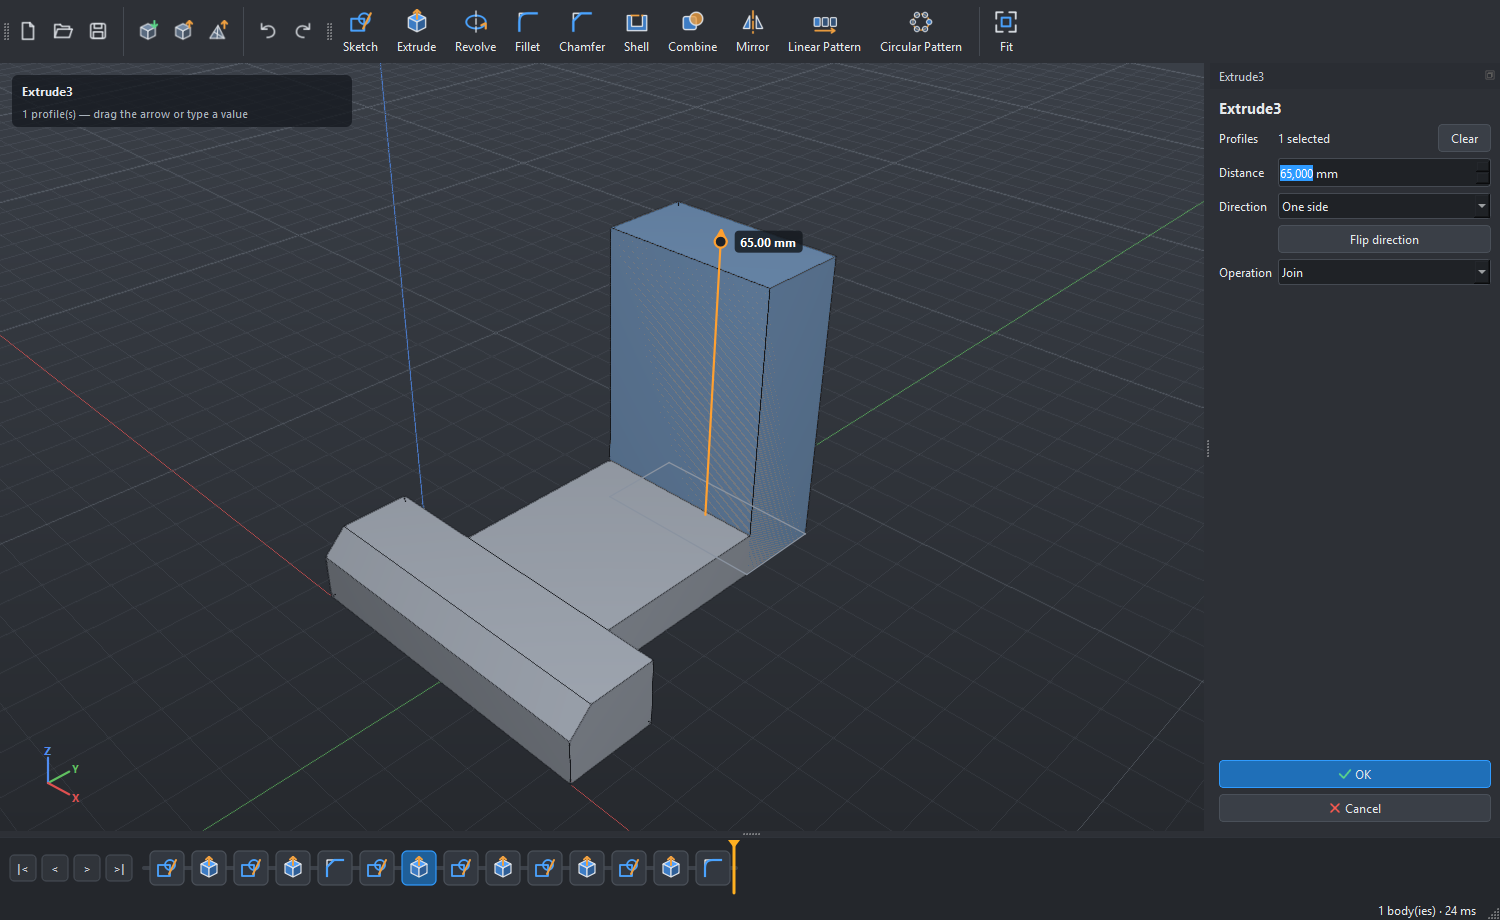 Sketch
Extrude
Revolve
Fillet
Chamfer
Shell
Combine
Mirror
Linear Pattern
Circular Pattern
Fit
Extrude3
1 profile(s) — drag the arrow or type a value
65.00 mm
Z
Y
X
Extrude3
Extrude3
Profiles 1 selected Clear
Distance 65,000 mm
Direction One side
Flip direction
Operation Join
OK
Cancel
|< < > >|
1 body(ies) · 24 ms